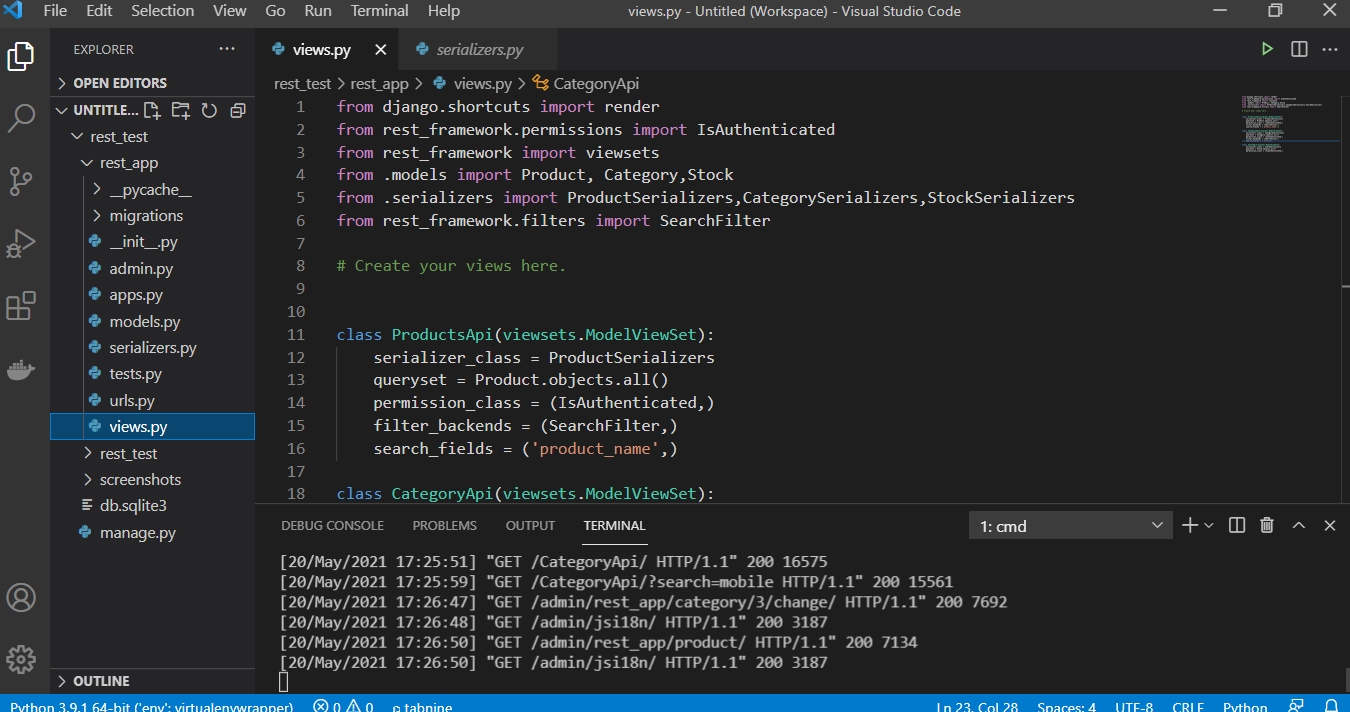 File Edit Selection View Go Run Terminal Help views.py - Untitled (Workspace) - Visual Studio Code
EXPLORER ···
OPEN EDITORS
UNTITLE...
rest_test
rest_app
__pycache__
migrations
__init__.py
admin.py
apps.py
models.py
serializers.py
tests.py
urls.py
views.py
rest_test
screenshots
db.sqlite3
manage.py
OUTLINE
views.py serializers.py
rest_test > rest_app > views.py > CategoryApi
1 from django.shortcuts import render
2 from rest_framework.permissions import IsAuthenticated
3 from rest_framework import viewsets
4 from .models import Product, Category,Stock
5 from .serializers import ProductSerializers,CategorySerializers,StockSerializers
6 from rest_framework.filters import SearchFilter
7
8 # Create your views here.
9
10
11 class ProductsApi(viewsets.ModelViewSet):
12 serializer_class = ProductSerializers
13 queryset = Product.objects.all()
14 permission_class = (IsAuthenticated,)
15 filter_backends = (SearchFilter,)
16 search_fields = ('product_name',)
17
18 class CategoryApi(viewsets.ModelViewSet):
DEBUG CONSOLE PROBLEMS OUTPUT TERMINAL 1: cmd
[20/May/2021 17:25:51] "GET /CategoryApi/ HTTP/1.1" 200 16575
[20/May/2021 17:25:59] "GET /CategoryApi/?search=mobile HTTP/1.1" 200 15561
[20/May/2021 17:26:47] "GET /admin/rest_app/category/3/change/ HTTP/1.1" 200 7692
[20/May/2021 17:26:48] "GET /admin/jsi18n/ HTTP/1.1" 200 3187
[20/May/2021 17:26:50] "GET /admin/rest_app/product/ HTTP/1.1" 200 7134
[20/May/2021 17:26:50] "GET /admin/jsi18n/ HTTP/1.1" 200 3187
Python 3.9.1 64-bit ('env': virtualenvwrapper) 0 0 tabnine Ln 23, Col 28 Spaces: 4 UTF-8 CRLF Python